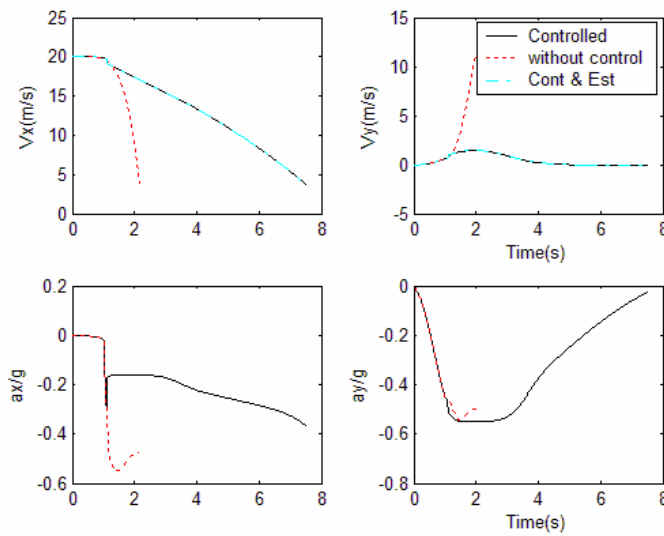 25
20
15
10
5
0
Vx(m/s)
0 2 4 6 8
15
10
5
0
-5
Vy(m/s)
Controlled
without control
Cont & Est
0 2 4 6 8
Time(s)
0.2
0
-0.2
-0.4
-0.6
ax/g
0 2 4 6 8
0
-0.2
-0.4
-0.6
-0.8
ay/g
0 2 4 6 8
Time(s)